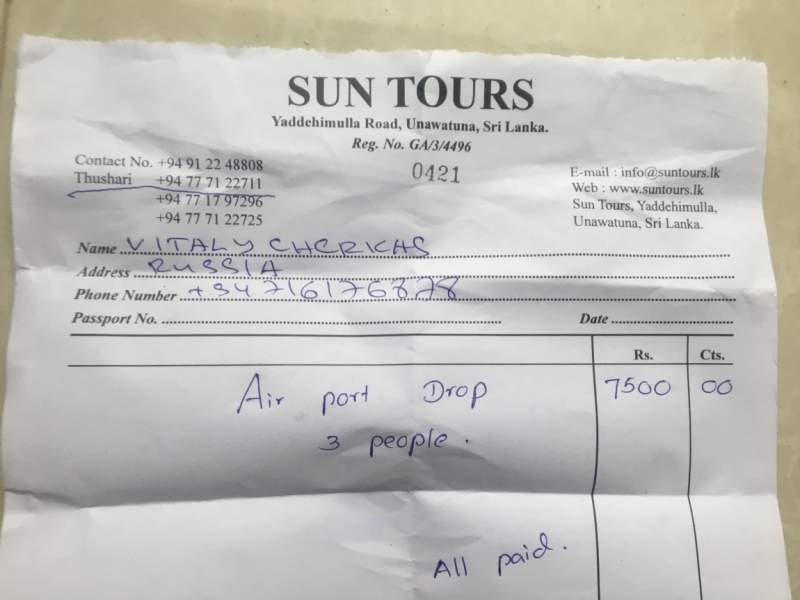 SUN TOURS
Yaddehimulla Road, Unawatuna, Sri Lanka.
Reg. No. GA/3/4496
0421
Contact No. +94 91 22 48808
Thushari +94 77 71 22711
+94 77 17 97296
+94 77 71 22725
E-mail : info@suntours.lk
Web : www.suntours.lk
Sun Tours, Yaddehimulla,
Unawatuna, Sri Lanka.
Name VITALY CHERKAS
Address RUSSIA
Phone Number +94 716176878
Passport No.
Date
Rs. Cts.
Air port Drop 7500 00
3 people.
All paid.